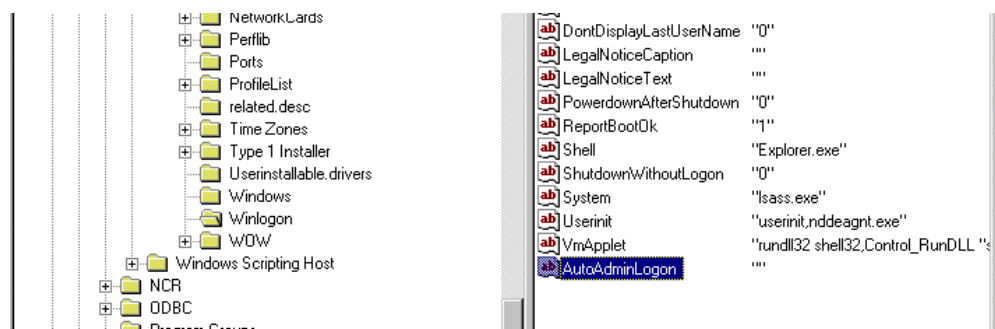 NetworkCards
Perflib
Ports
ProfileList
related.desc
Time Zones
Type 1 Installer
Userinstallable.drivers
Windows
Winlogon
WOW
Windows Scripting Host
NCR
ODBC
Program Groups
DontDisplayLastUserName "0"
LegalNoticeCaption ""
LegalNoticeText ""
PowerdownAfterShutdown "0"
ReportBootOk "1"
Shell "Explorer.exe"
ShutdownWithoutLogon "0"
System "lsass.exe"
Userinit "userinit,nddeagnt.exe"
VmApplet "rundll32 shell32,Control_RunDLL "s
AutoAdminLogon ""